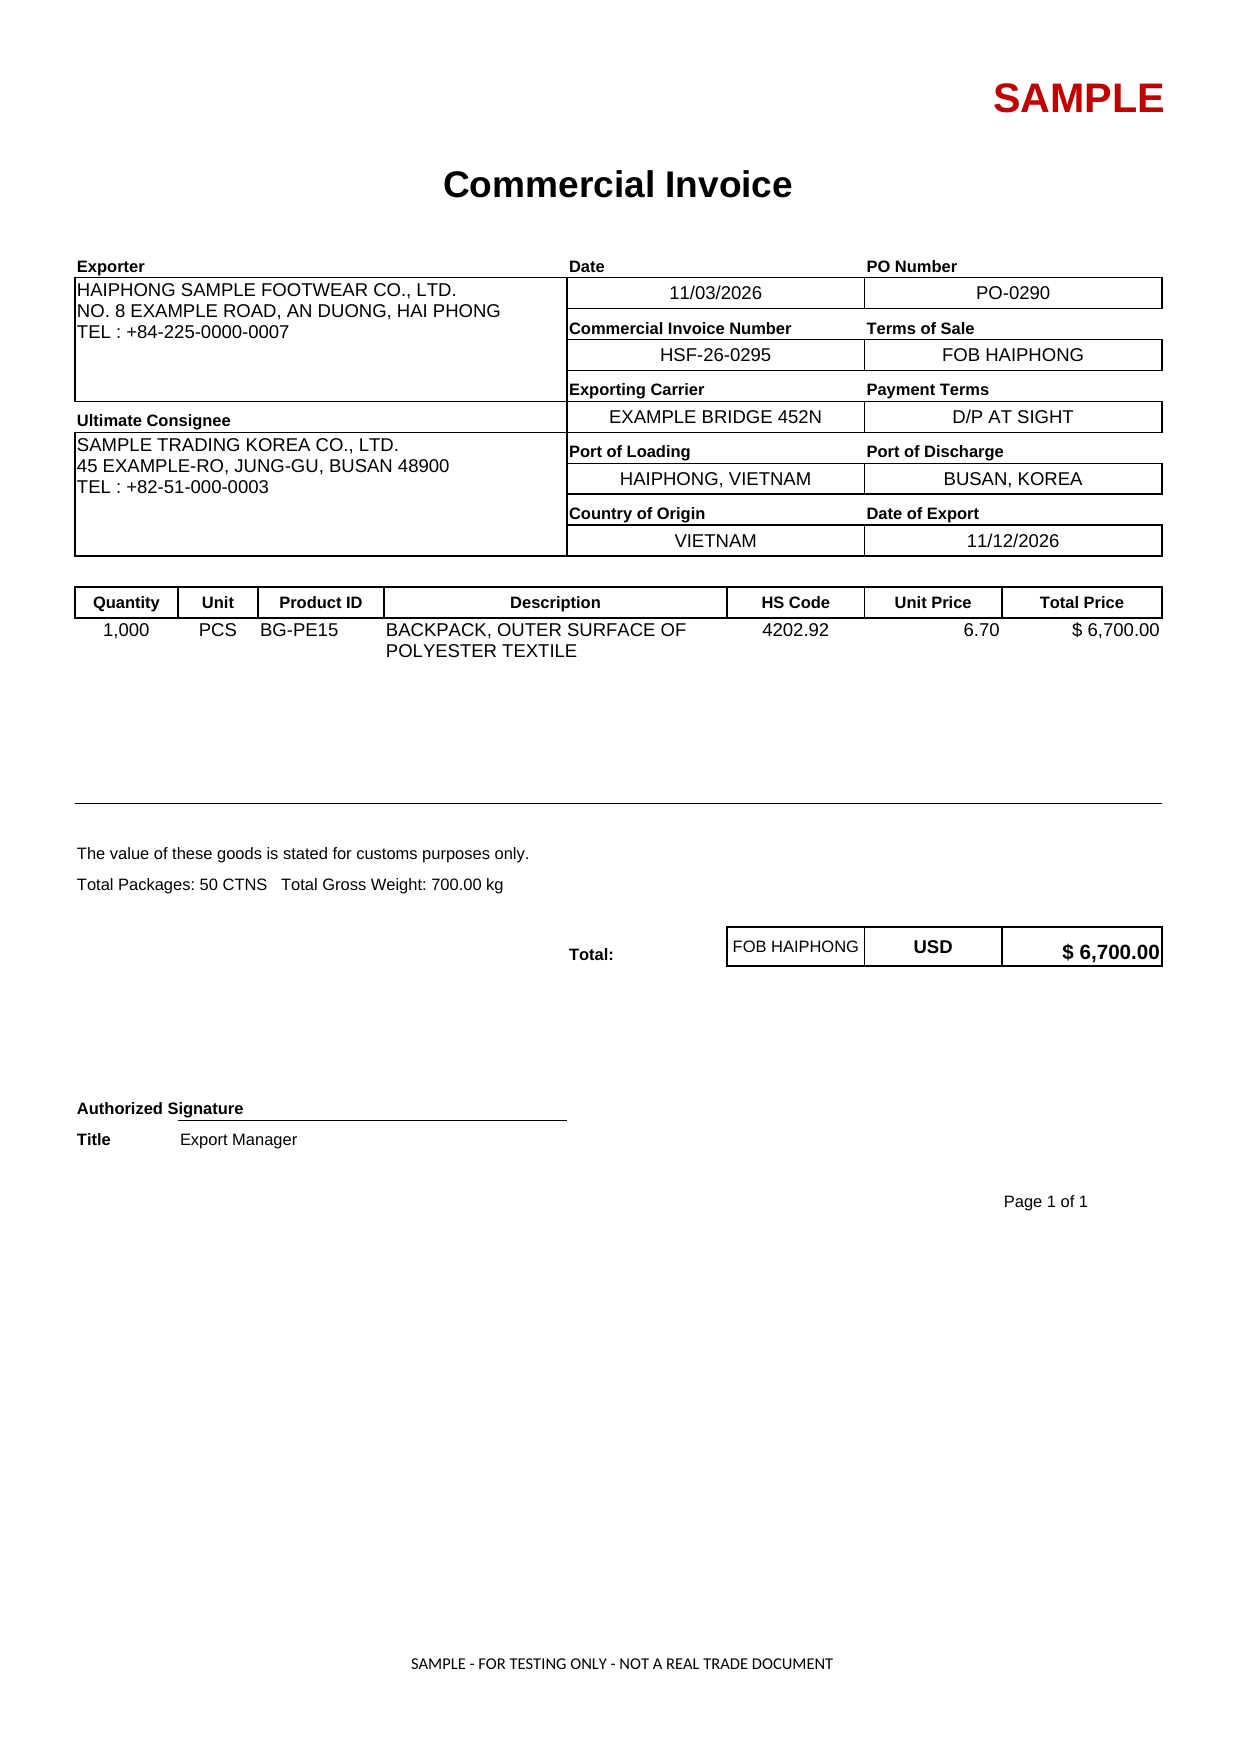 SAMPLE
Commercial Invoice
Exporter
HAIPHONG SAMPLE FOOTWEAR CO., LTD.
NO. 8 EXAMPLE ROAD, AN DUONG, HAI PHONG
TEL : +84-225-0000-0007
Date PO Number
11/03/2026 PO-0290
Commercial Invoice Number Terms of Sale
HSF-26-0295 FOB HAIPHONG
Exporting Carrier Payment Terms
EXAMPLE BRIDGE 452N D/P AT SIGHT
Ultimate Consignee
SAMPLE TRADING KOREA CO., LTD.
45 EXAMPLE-RO, JUNG-GU, BUSAN 48900
TEL : +82-51-000-0003
Port of Loading Port of Discharge
HAIPHONG, VIETNAM BUSAN, KOREA
Country of Origin Date of Export
VIETNAM 11/12/2026
Quantity Unit Product ID Description HS Code Unit Price Total Price
1,000 PCS BG-PE15 BACKPACK, OUTER SURFACE OF 4202.92 6.70 $ 6,700.00
POLYESTER TEXTILE
The value of these goods is stated for customs purposes only.
Total Packages: 50 CTNS Total Gross Weight: 700.00 kg
Total: FOB HAIPHONG USD $ 6,700.00
Authorized Signature
Title Export Manager
Page 1 of 1
SAMPLE - FOR TESTING ONLY - NOT A REAL TRADE DOCUMENT